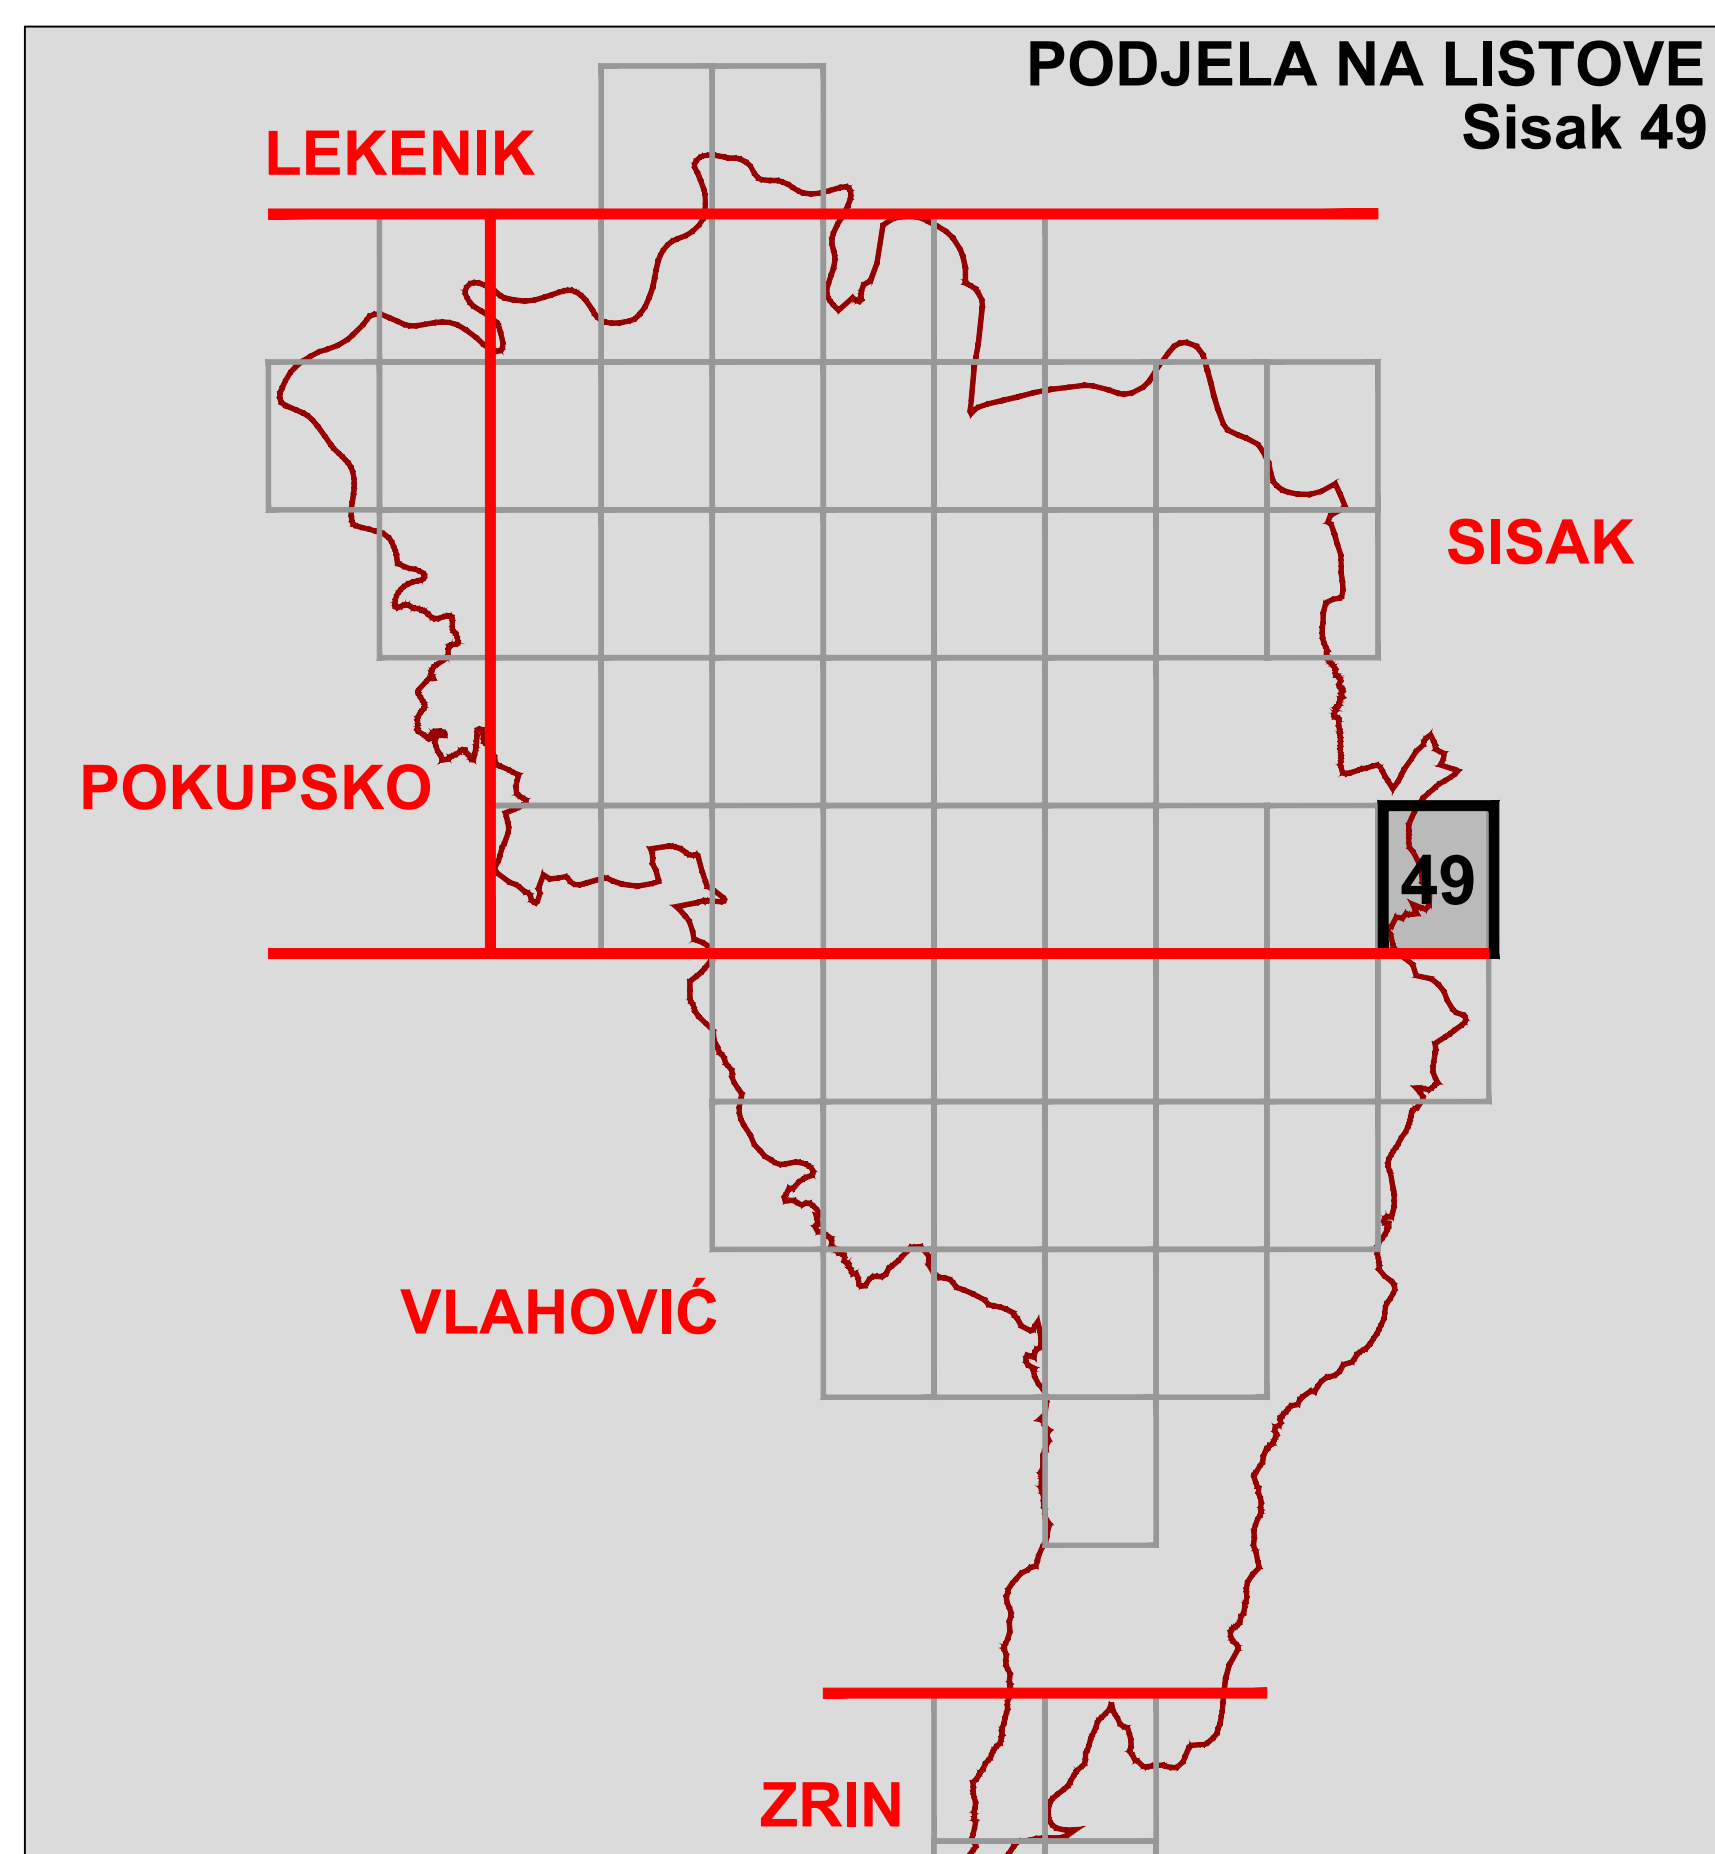 PODJELA NA LISTOVE
Sisak 49
LEKENIK
SISAK
POKUPSKO
49
VLAHOVIĆ
ZRIN